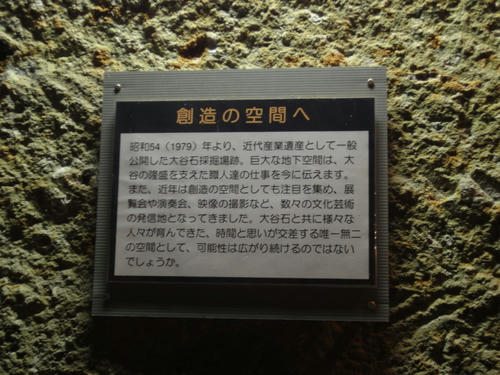 創造の空間へ
昭和54（1979）年より、近代産業遺産として一般
公開した大谷石採掘場跡。巨大な地下空間は、大
谷の隆盛を支えた職人達の仕事を今に伝えます。
また、近年は創造の空間としても注目を集め、展
覧会や演奏会、映像の撮影など、数々の文化芸術
の発信地となってきました。大谷石と共に様々な
人々が育んできた、時間と思いが交差する唯一無二
の空間として、可能性は広がり続けるのではない
でしょうか。